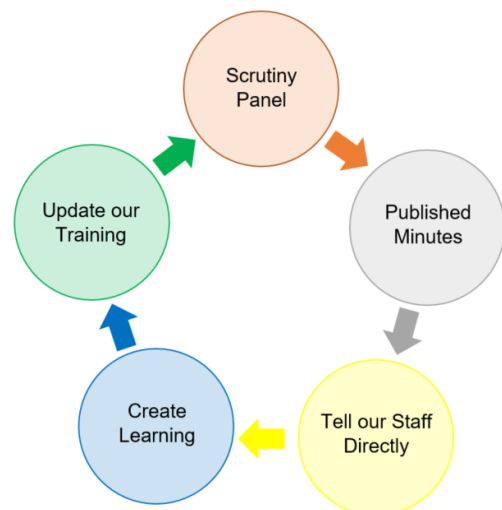 Scrutiny
Panel
Published
Minutes
Tell our Staff
Directly
Create
Learning
Update our
Training